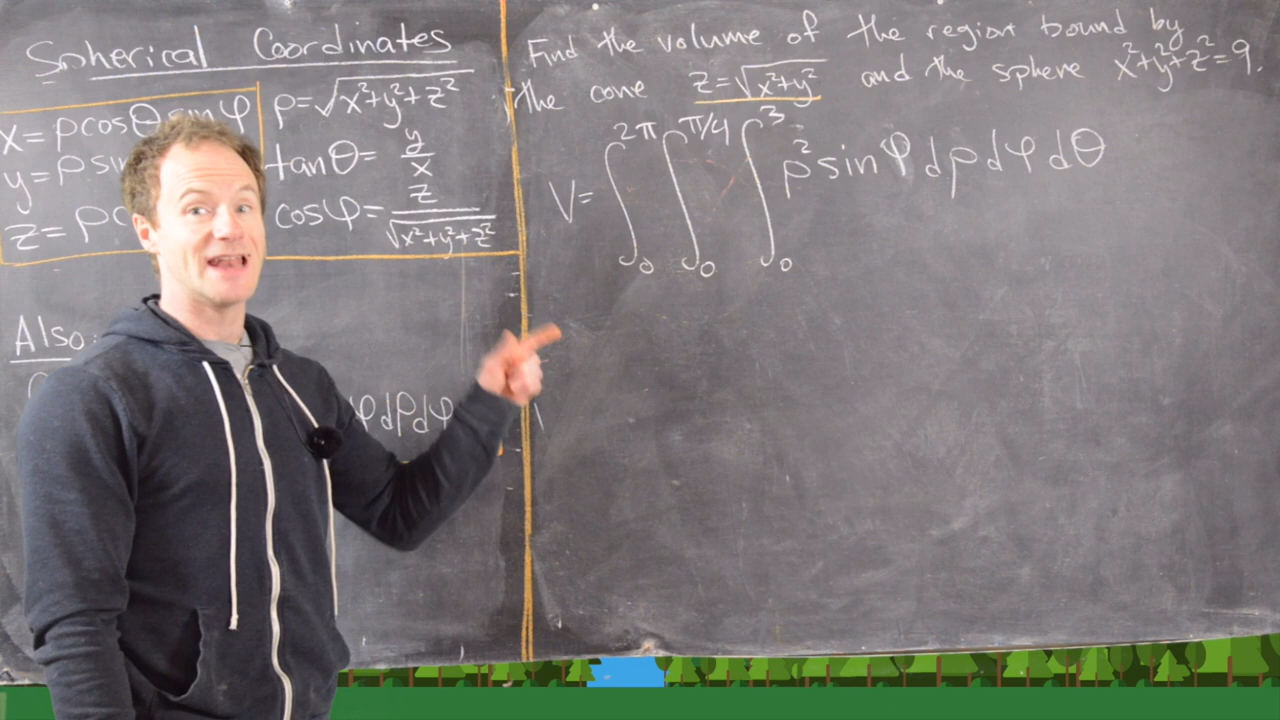 Spherical Coordinates
x=ρcosθsinφ
y=ρsin
z=ρc
ρ=√x²+y²+z²
tanθ= y/x
cosφ= z/√x²+y²+z²
Also:
φdρdφ
Find the volume of the region bound by
the cone z=√x²+y² and the sphere x²+y²+z²=9.
V= ∫₀^2π ∫₀^π/4 ∫₀^3 ρ² sinφ dρ dφ dθ